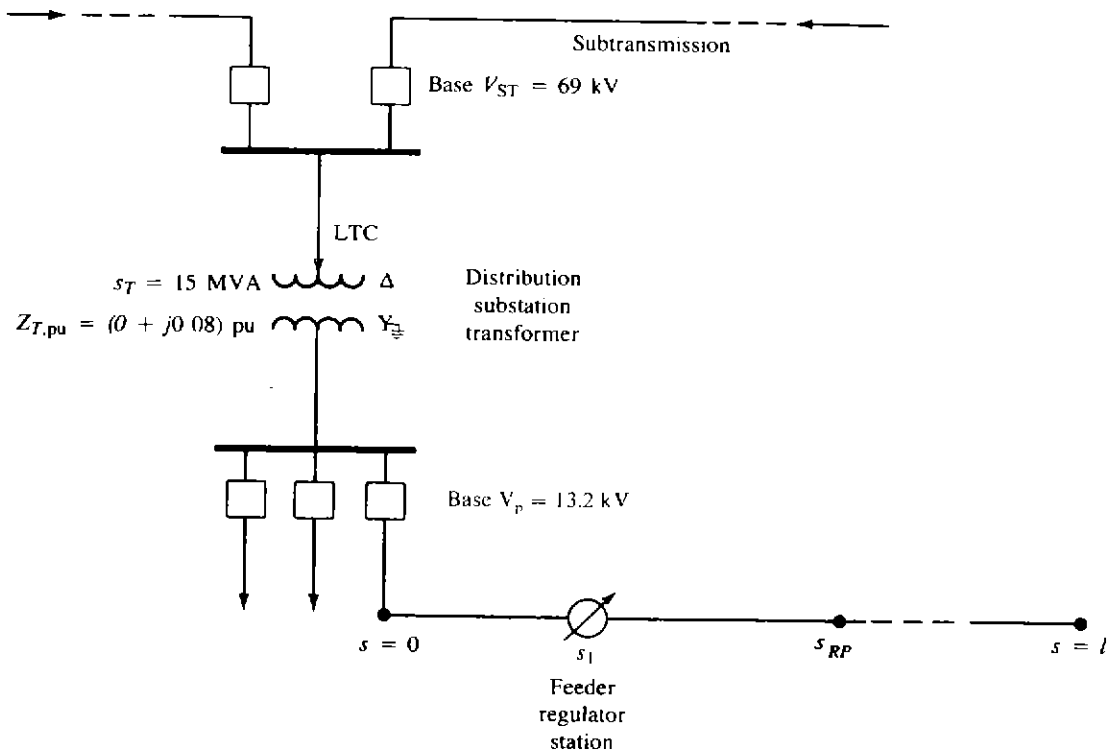 Subtransmission
Base V_ST = 69 kV
LTC
s_T = 15 MVA
Δ
Z_T,pu = (0 + j0 08) pu
Y
Distribution
substation
transformer
Base V_p = 13.2 kV
s = 0
s_1
s_RP
s = l
Feeder
regulator
station